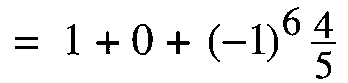 = 1 + 0 + (−1)⁶ 4/5